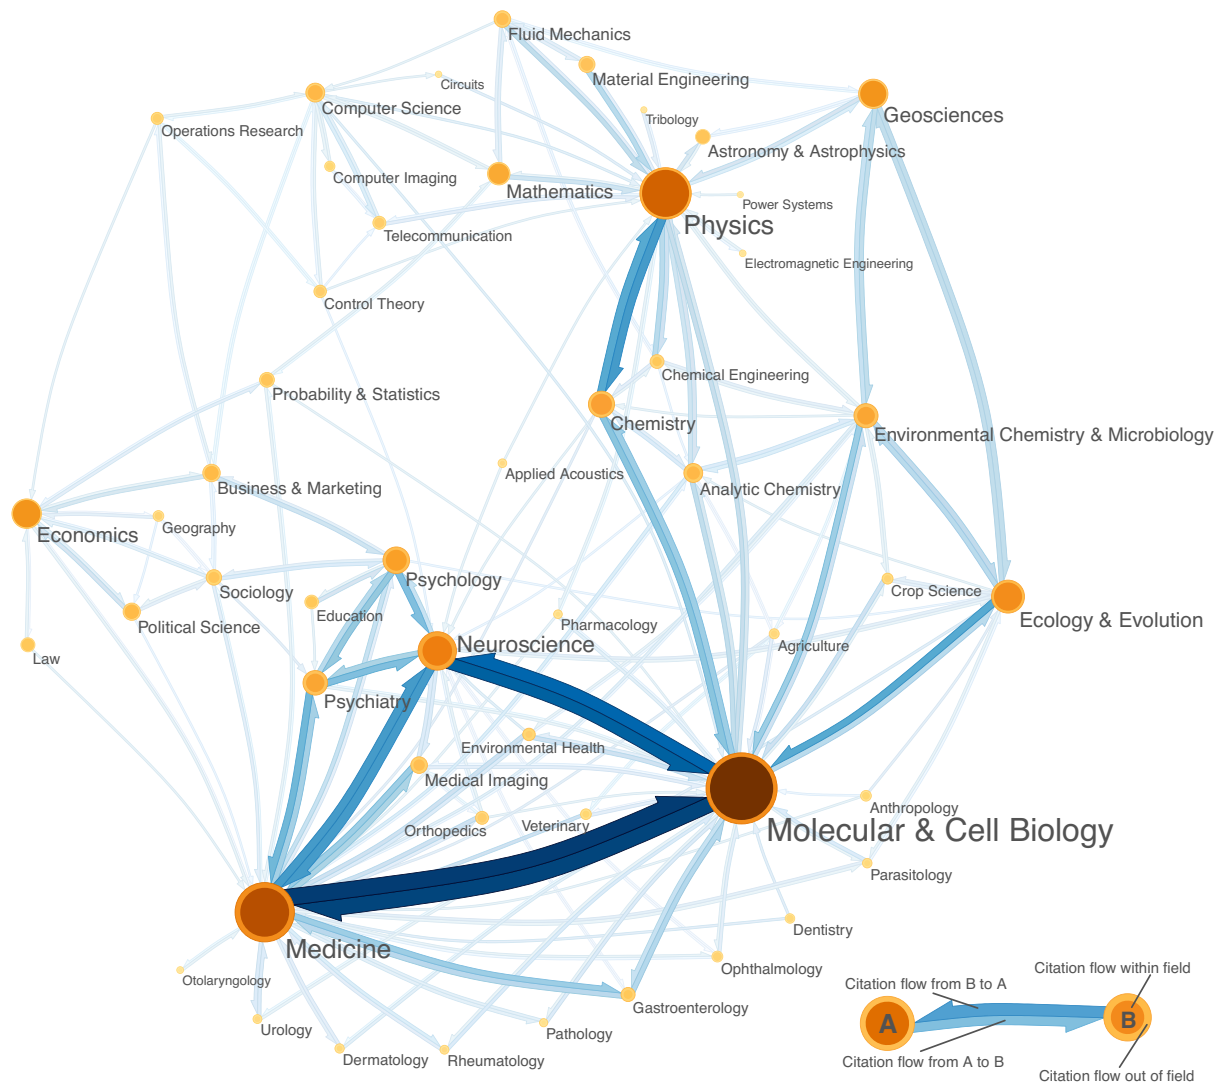 Fluid Mechanics
Material Engineering
Circuits
Computer Science
Geosciences
Tribology
Operations Research
Astronomy & Astrophysics
Computer Imaging
Mathematics
Power Systems
Physics
Telecommunication
Electromagnetic Engineering
Control Theory
Chemical Engineering
Probability & Statistics
Chemistry
Environmental Chemistry & Microbiology
Applied Acoustics
Business & Marketing
Analytic Chemistry
Geography
Economics
Psychology
Sociology
Crop Science
Education
Pharmacology
Ecology & Evolution
Political Science
Neuroscience
Agriculture
Law
Psychiatry
Environmental Health
Medical Imaging
Anthropology
Orthopedics
Veterinary
Molecular & Cell Biology
Parasitology
Dentistry
Medicine
Ophthalmology
Otolaryngology
Gastroenterology
Urology
Pathology
Dermatology
Rheumatology
Citation flow within field
Citation flow from B to A
A
B
Citation flow from A to B
Citation flow out of field